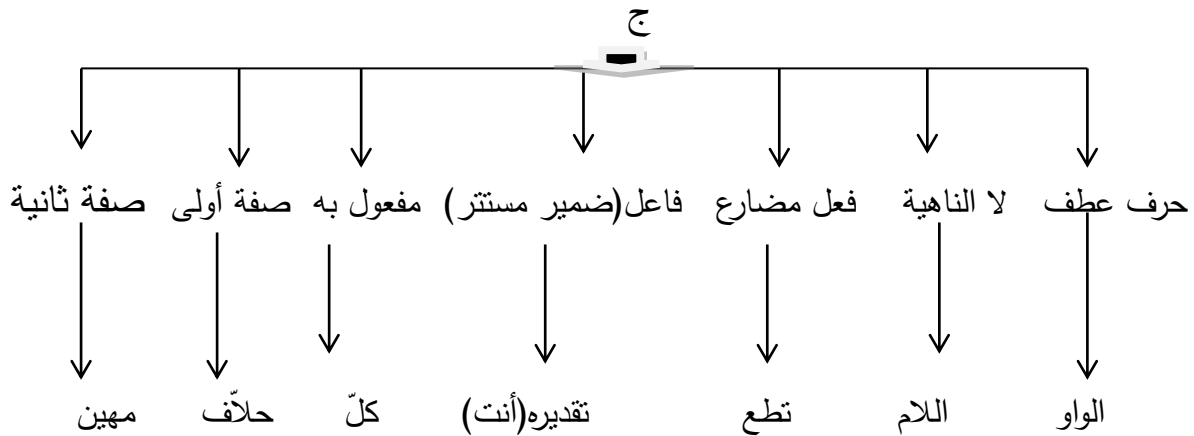 ج
حرف عطف لا الناهية فعل مضارع فاعل(ضمير مستتر) مفعول به صفة أولى صفة ثانية
الواو اللام تطع تقديره(أنت) كلّ حلاّف مهين